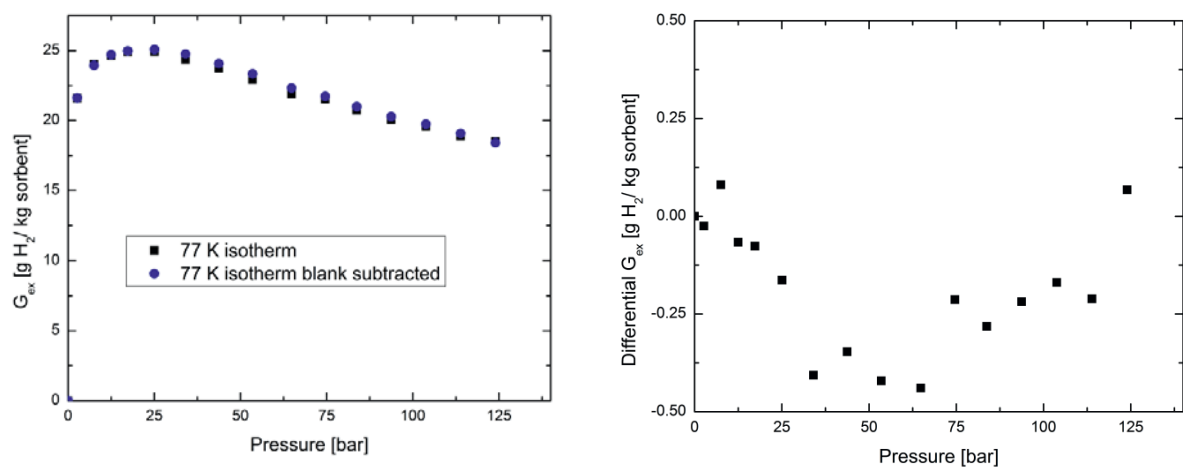 30
25
20
15
10
5
0
G_ex [g H_2/ kg sorbent]
77 K isotherm
77 K isotherm blank subtracted
0 25 50 75 100 125
Pressure [bar]
0.50
0.25
0.00
-0.25
-0.50
Differential G_ex [g H_2/ kg sorbent]
0 25 50 75 100 125
Pressure [bar]